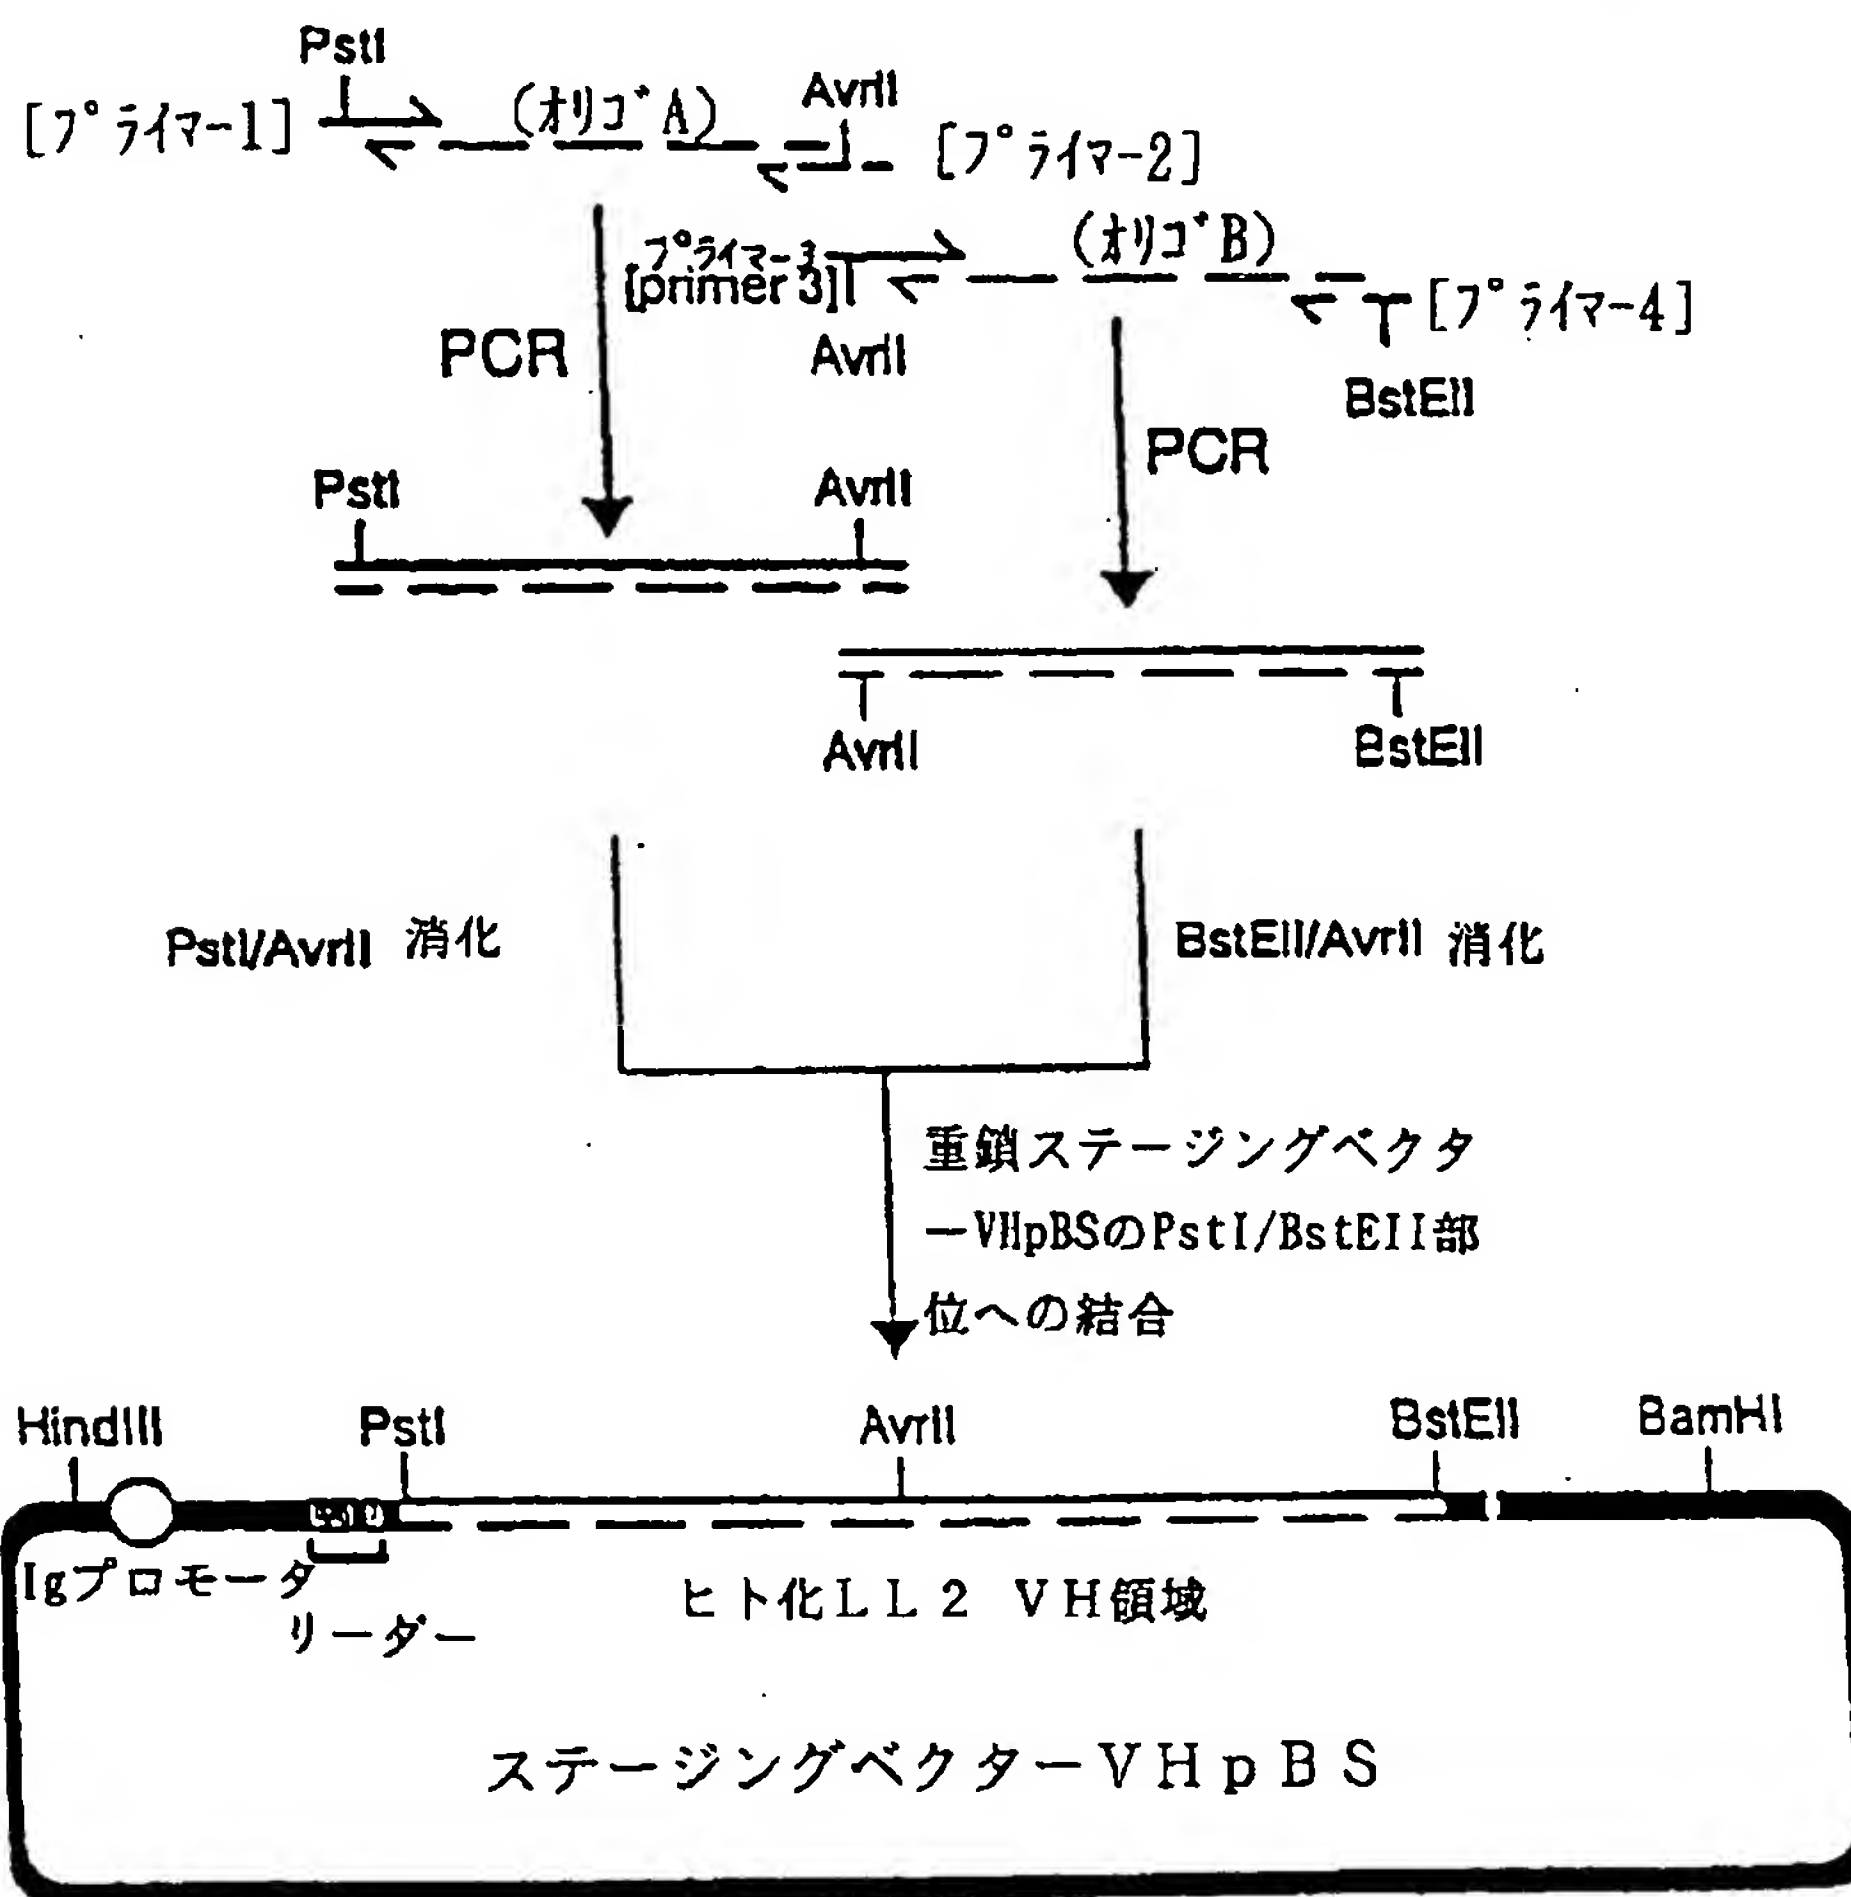 PstI
[プライマー1]
(オリゴA)
AvrII
[プライマー2]
プライマー3
[primer 3]
(オリゴB)
[プライマー4]
AvrII
BstEII
PCR
PCR
PstI
AvrII
AvrII
BstEII
PstI/AvrII 消化
BstEII/AvrII 消化
重鎖ステージングベクタ
ーVHpBSのPstI/BstEII部
位への結合
HindIII
PstI
AvrII
BstEII
BamHI
Igプロモータ
リーダー
ヒト化LL2 VH領域
ステージングベクターVHpBS